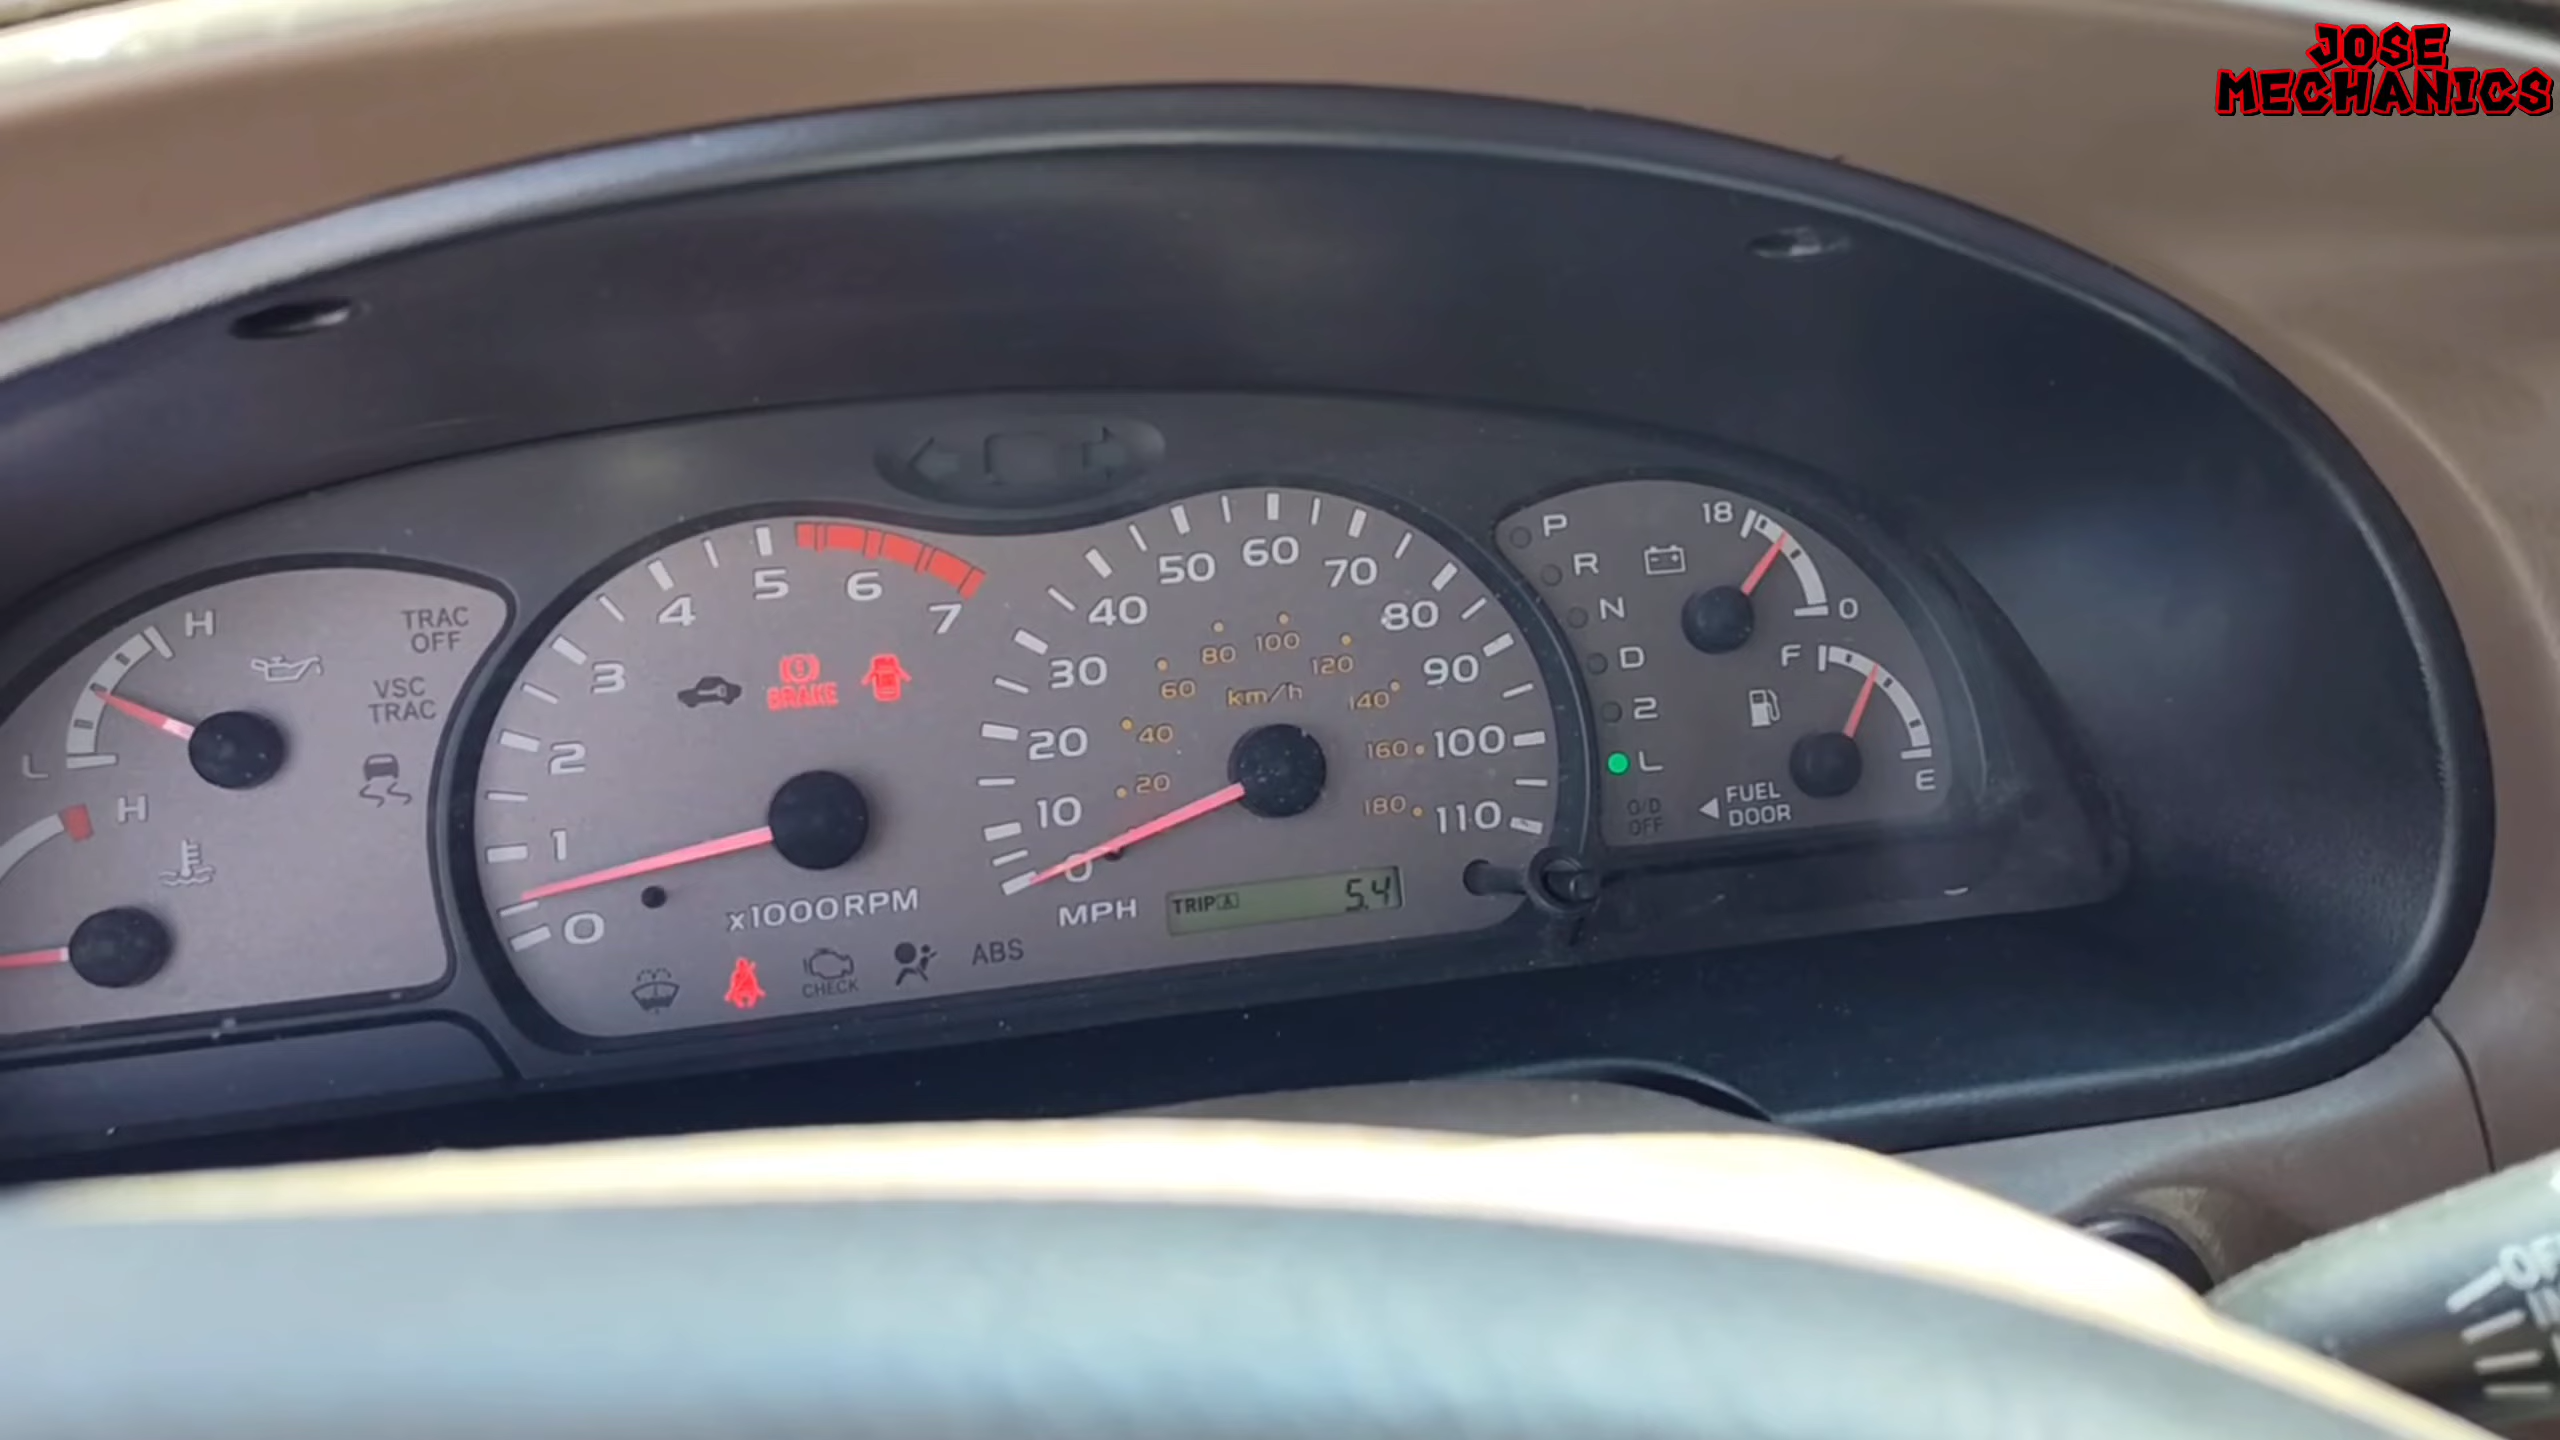 JOSE
MECHANICS
H
L
TRAC
OFF
VSC
TRAC
H
0
1
2
3
4
5
6
7
BRAKE
x1000RPM
CHECK
ABS
0
10
20
30
40
50
60
70
80
90
100
110
20
40
60
80
100
120
140
160
180
km/h
MPH
TRIP A 5.4
P
R
N
D
2
L
O/D
OFF
18
0
F
E
FUEL
DOOR